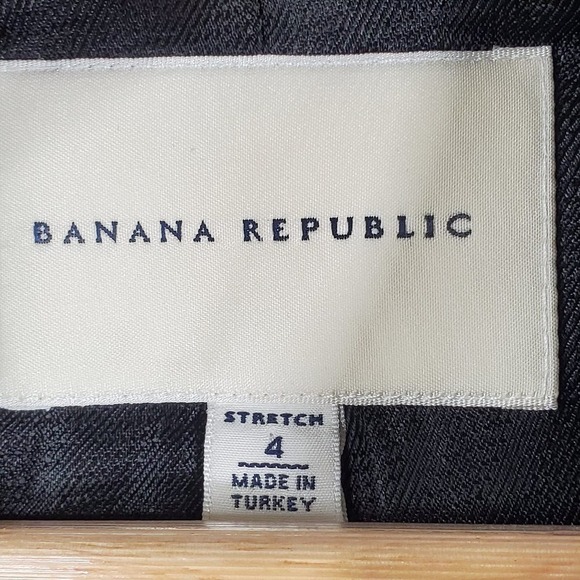 BANANA REPUBLIC
STRETCH
4
MADE IN
TURKEY